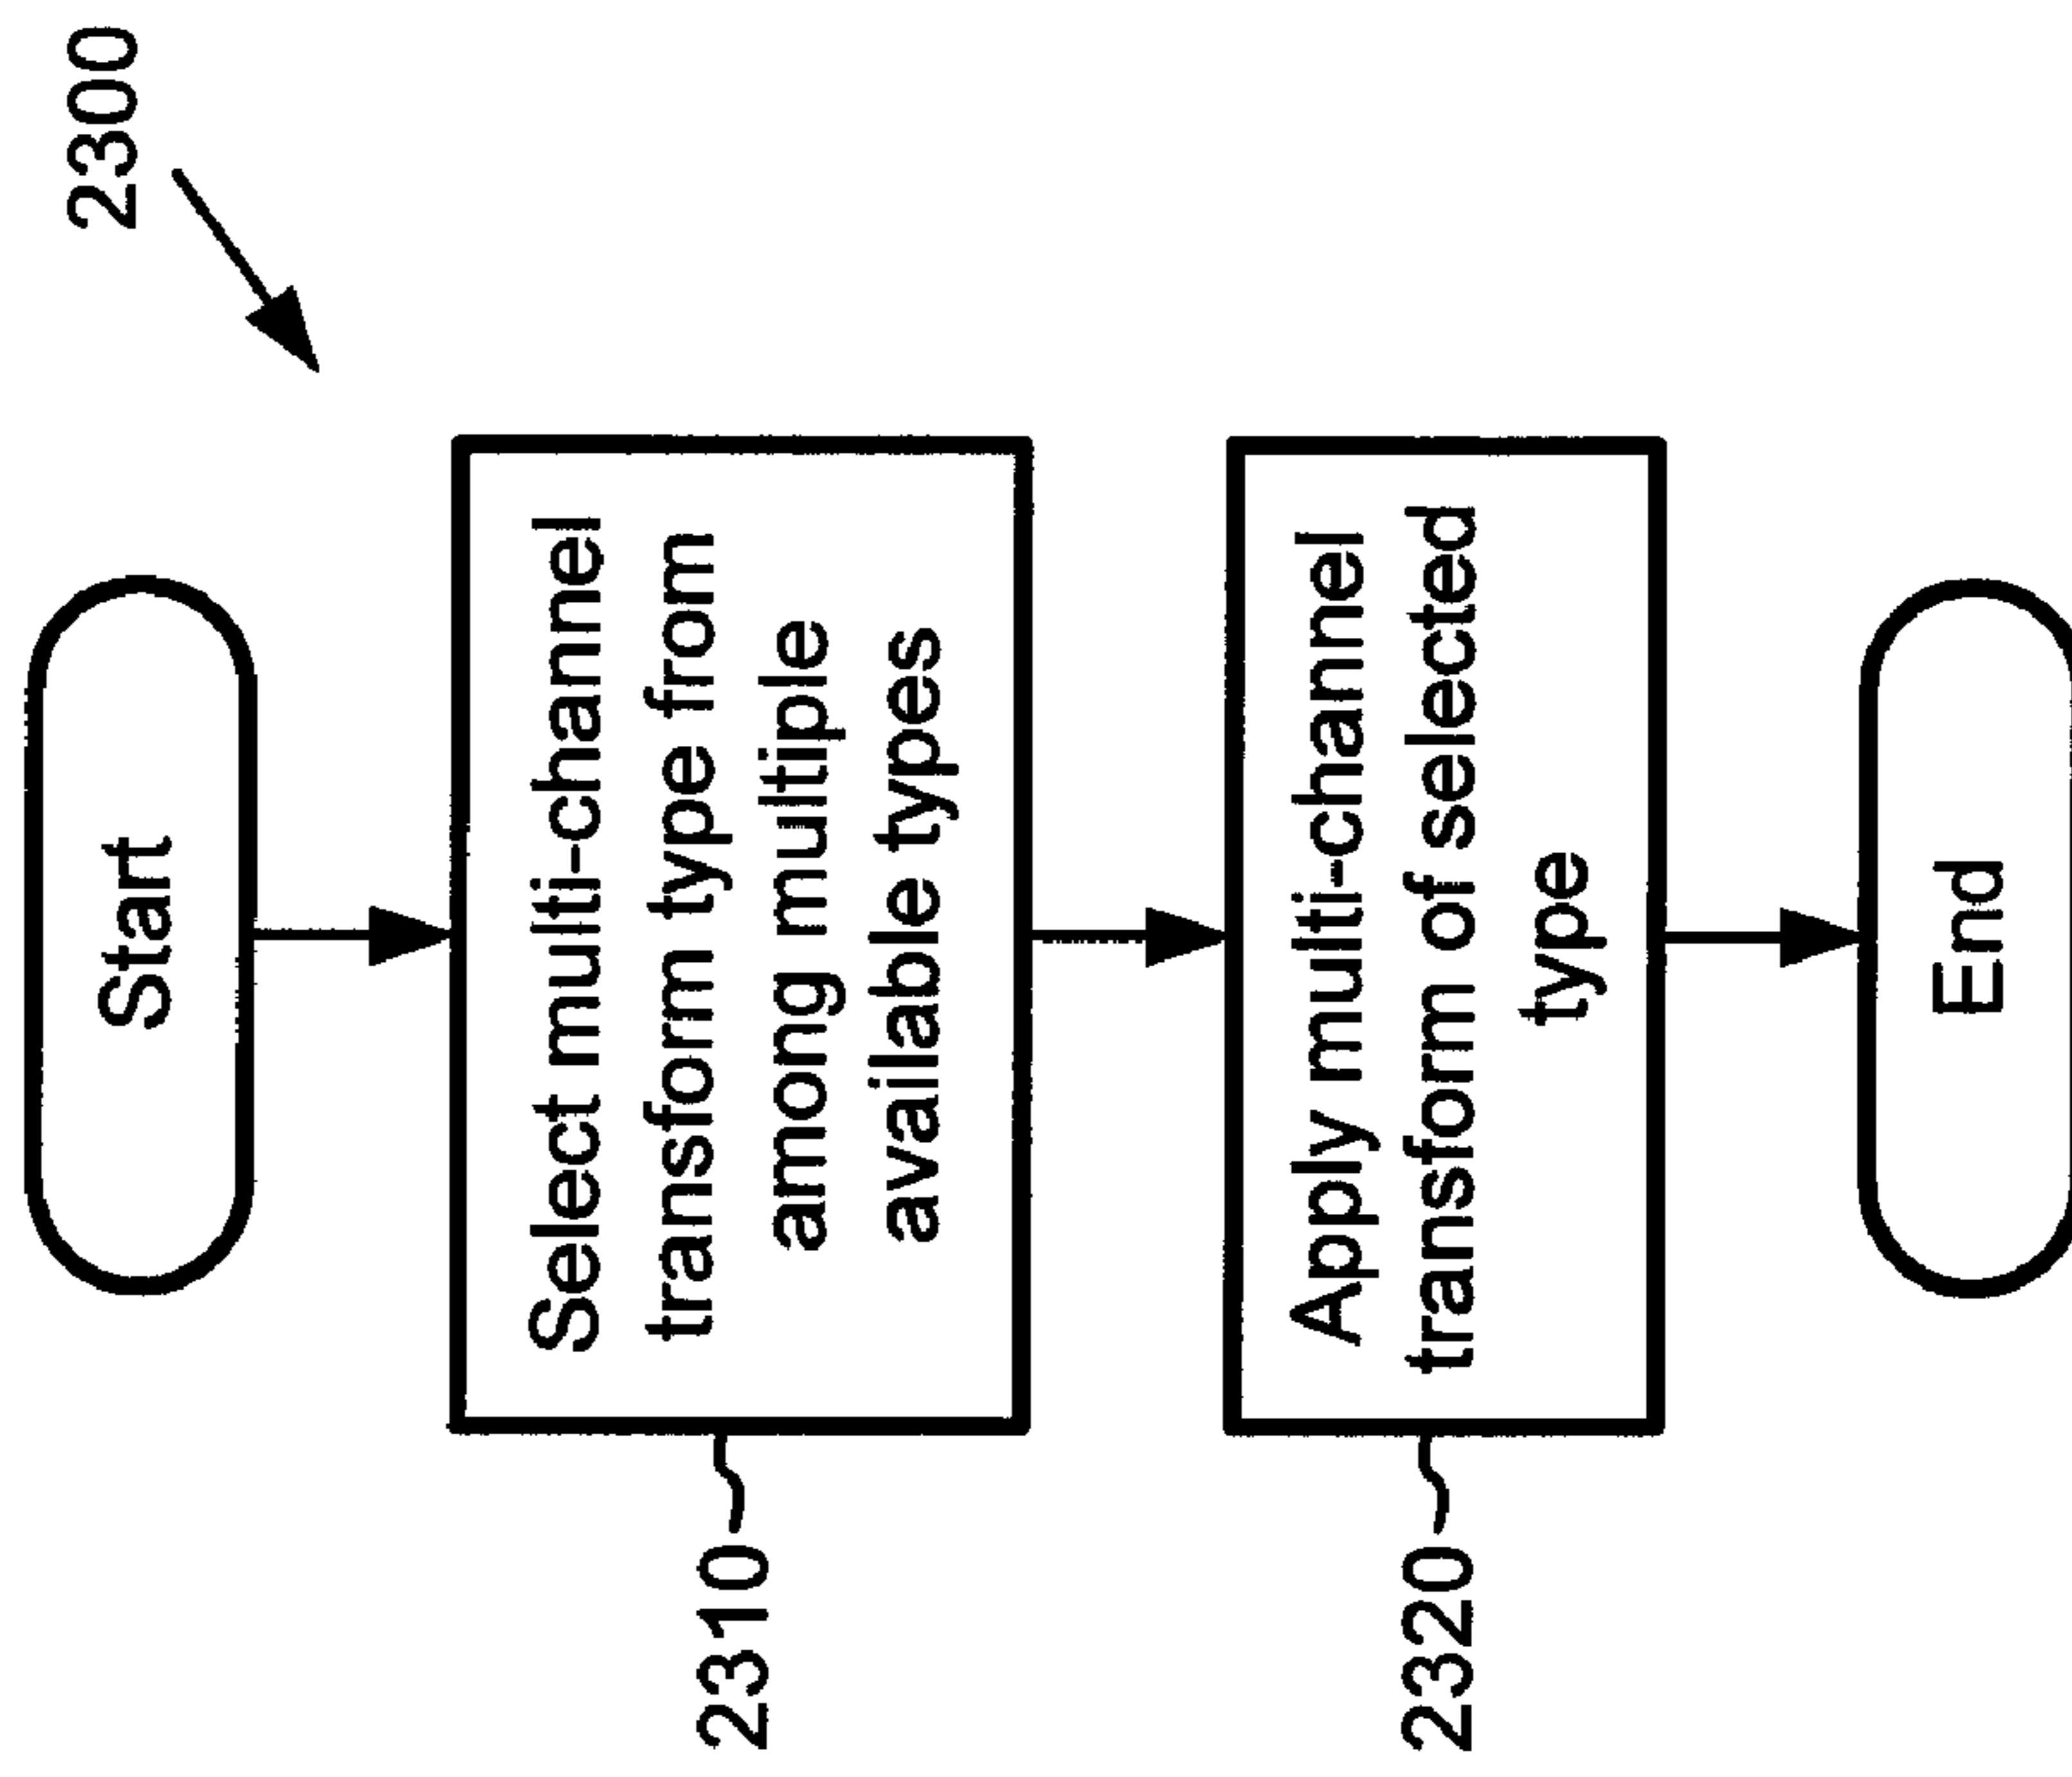 2300
Start
2310
Select multi-channel
transform type from
among multiple
available types
2320
Apply multi-channel
transform of selected
type
End